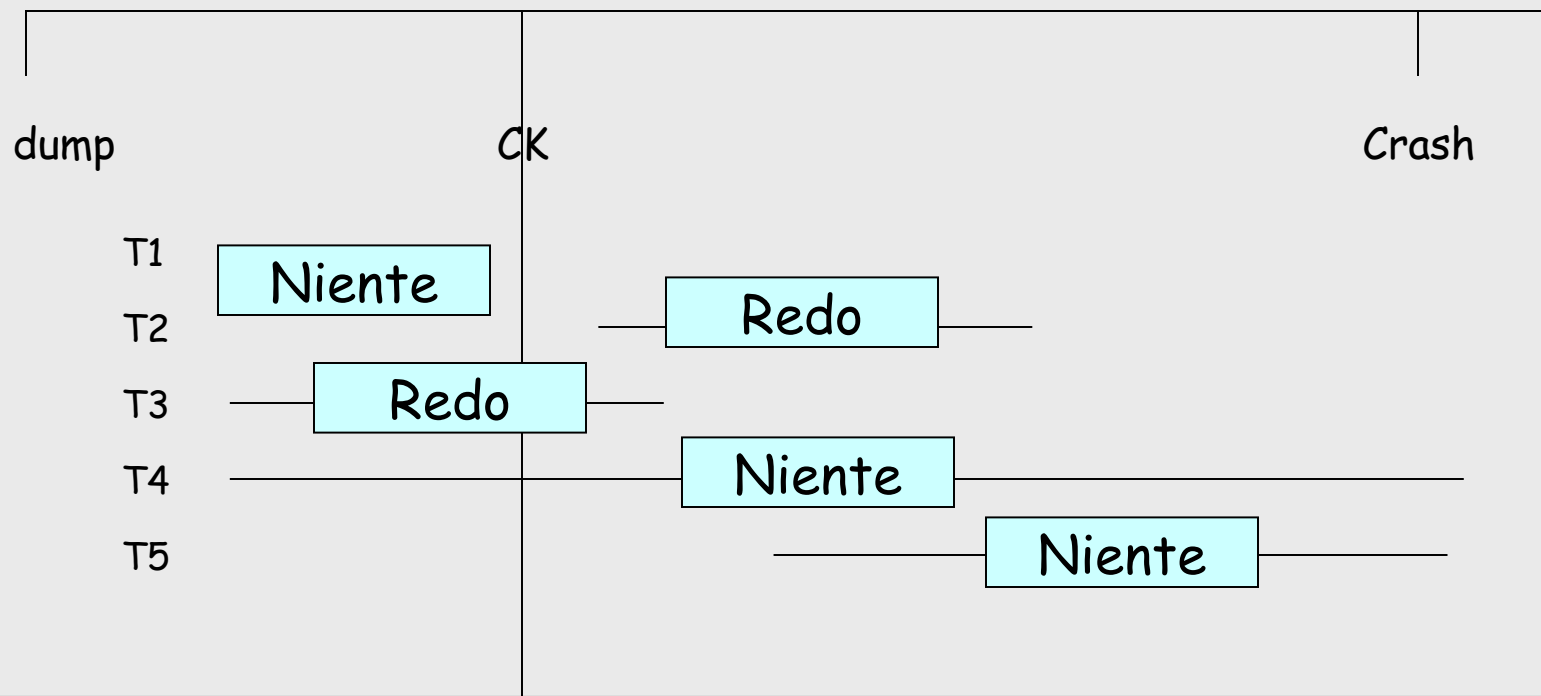 dump CK Crash
T1 Niente
T2 Redo
T3 Redo
T4 Niente
T5 Niente